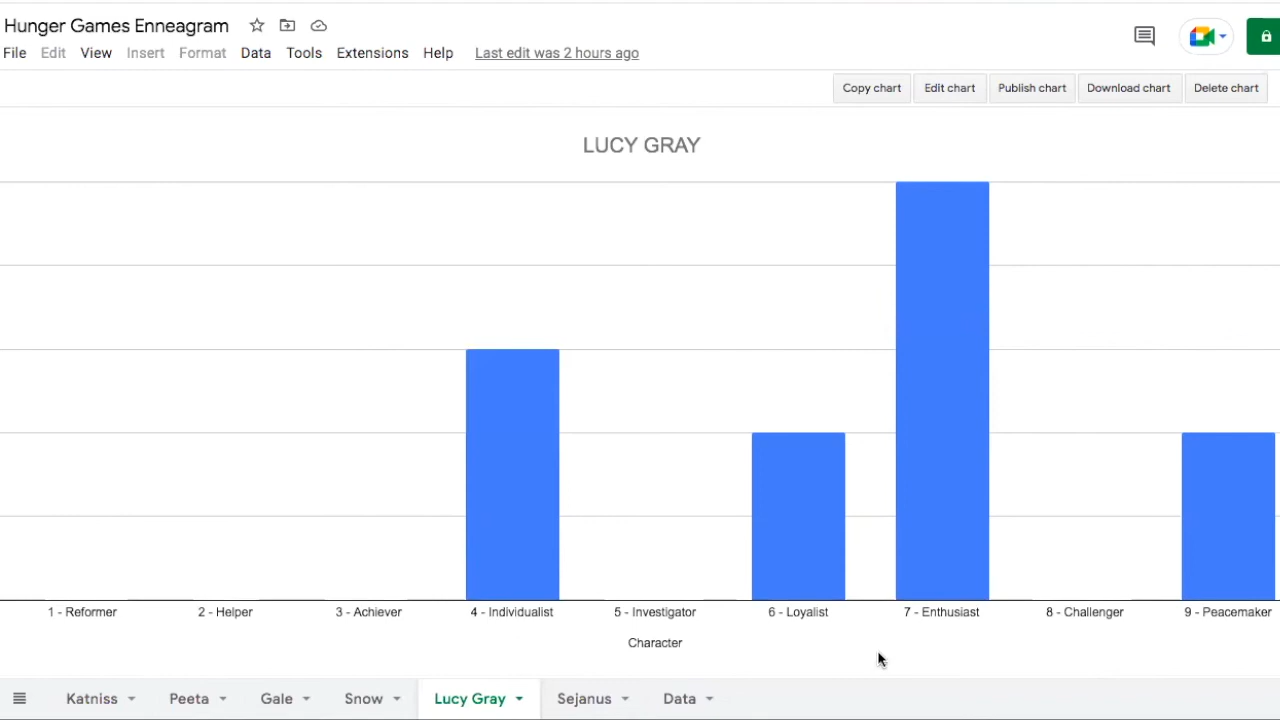 Hunger Games Enneagram
File Edit View Insert Format Data Tools Extensions Help Last edit was 2 hours ago
Copy chart Edit chart Publish chart Download chart Delete chart
LUCY GRAY
1 - Reformer 2 - Helper 3 - Achiever 4 - Individualist 5 - Investigator 6 - Loyalist 7 - Enthusiast 8 - Challenger 9 - Peacemaker
Character
Katniss Peeta Gale Snow Lucy Gray Sejanus Data